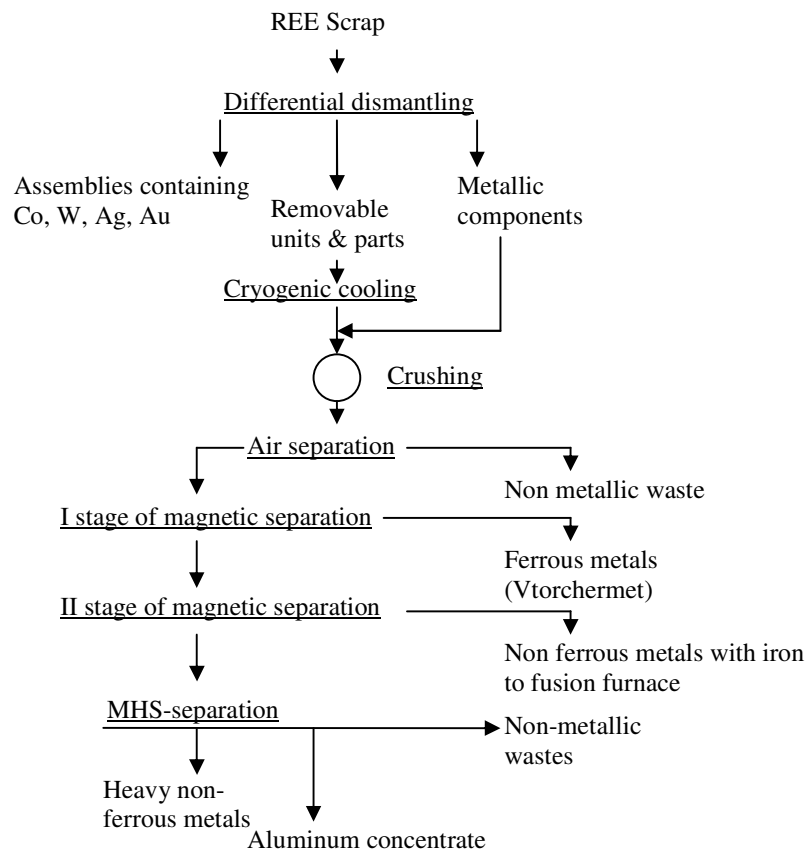 REE Scrap
Differential dismantling
Assemblies containing
Co, W, Ag, Au
Removable
units & parts
Metallic
components
Cryogenic cooling
Crushing
Air separation
Non metallic waste
I stage of magnetic separation
Ferrous metals
(Vtorchermet)
II stage of magnetic separation
Non ferrous metals with iron
to fusion furnace
MHS-separation
Non-metallic
wastes
Heavy non-
ferrous metals
Aluminum concentrate